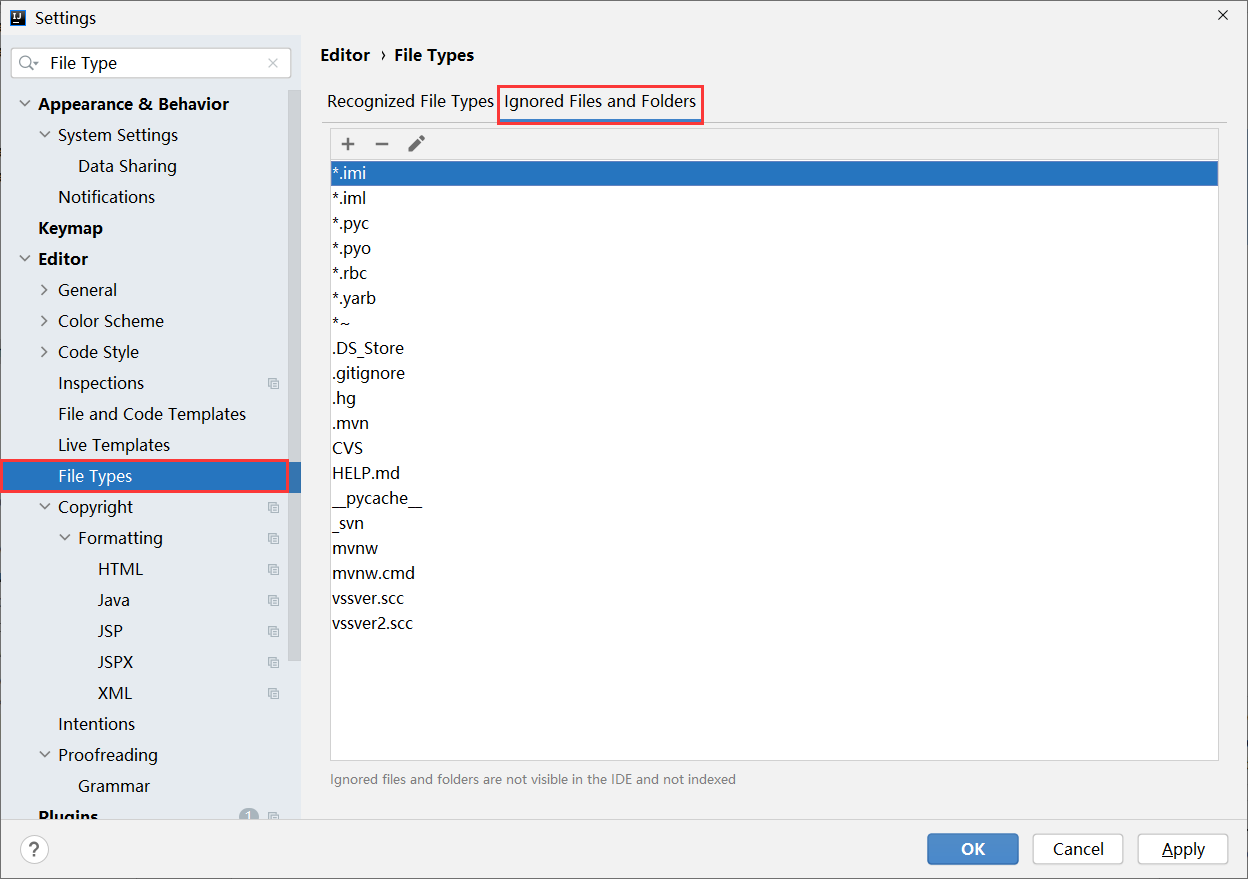 Settings
File Type
Appearance & Behavior
System Settings
Data Sharing
Notifications
Keymap
Editor
General
Color Scheme
Code Style
Inspections
File and Code Templates
Live Templates
File Types
Copyright
Formatting
HTML
Java
JSP
JSPX
XML
Intentions
Proofreading
Grammar
Plugins 1
Editor › File Types
Recognized File Types Ignored Files and Folders
*.imi
*.iml
*.pyc
*.pyo
*.rbc
*.yarb
*~
.DS_Store
.gitignore
.hg
.mvn
CVS
HELP.md
__pycache__
_svn
mvnw
mvnw.cmd
vssver.scc
vssver2.scc
Ignored files and folders are not visible in the IDE and not indexed
? OK Cancel Apply